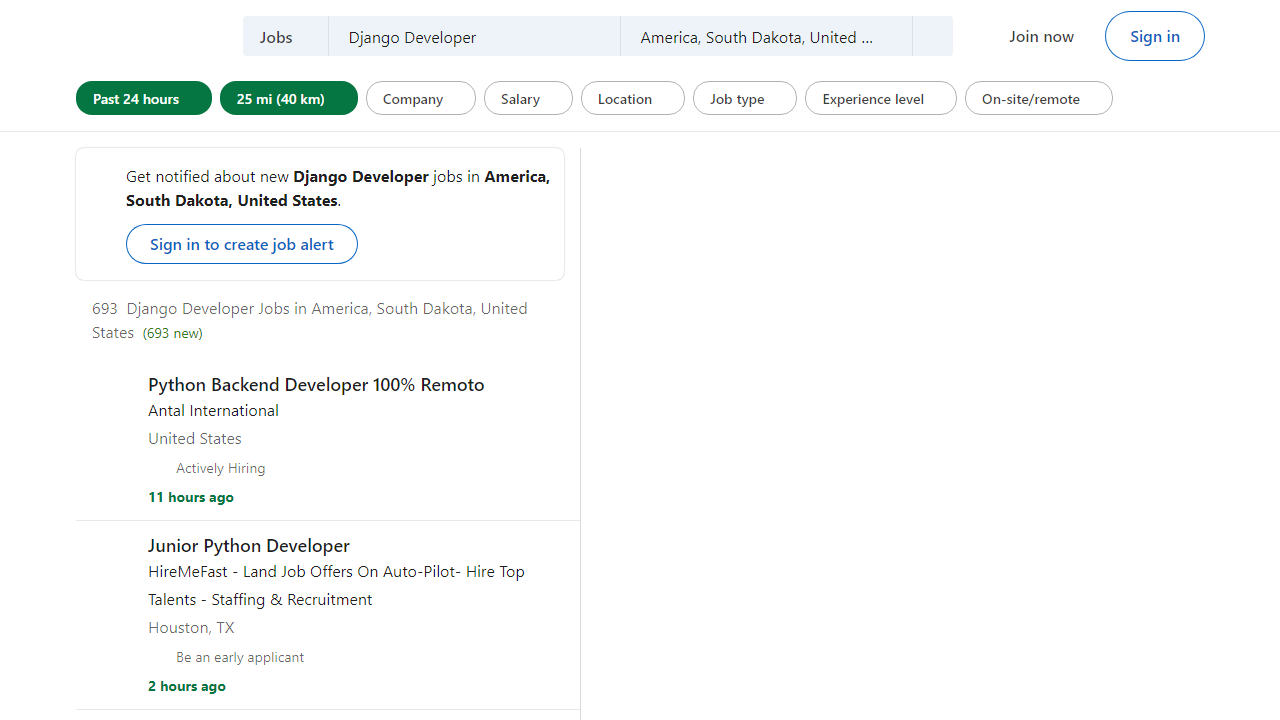 Jobs
Django Developer
America, South Dakota, United ...
Join now
Sign in
Past 24 hours
25 mi (40 km)
Company
Salary
Location
Job type
Experience level
On-site/remote
Get notified about new Django Developer jobs in America,
South Dakota, United States.
Sign in to create job alert
693 Django Developer Jobs in America, South Dakota, United
States (693 new)
Python Backend Developer 100% Remoto
Antal International
United States
Actively Hiring
11 hours ago
Junior Python Developer
HireMeFast - Land Job Offers On Auto-Pilot- Hire Top
Talents - Staffing & Recruitment
Houston, TX
Be an early applicant
2 hours ago